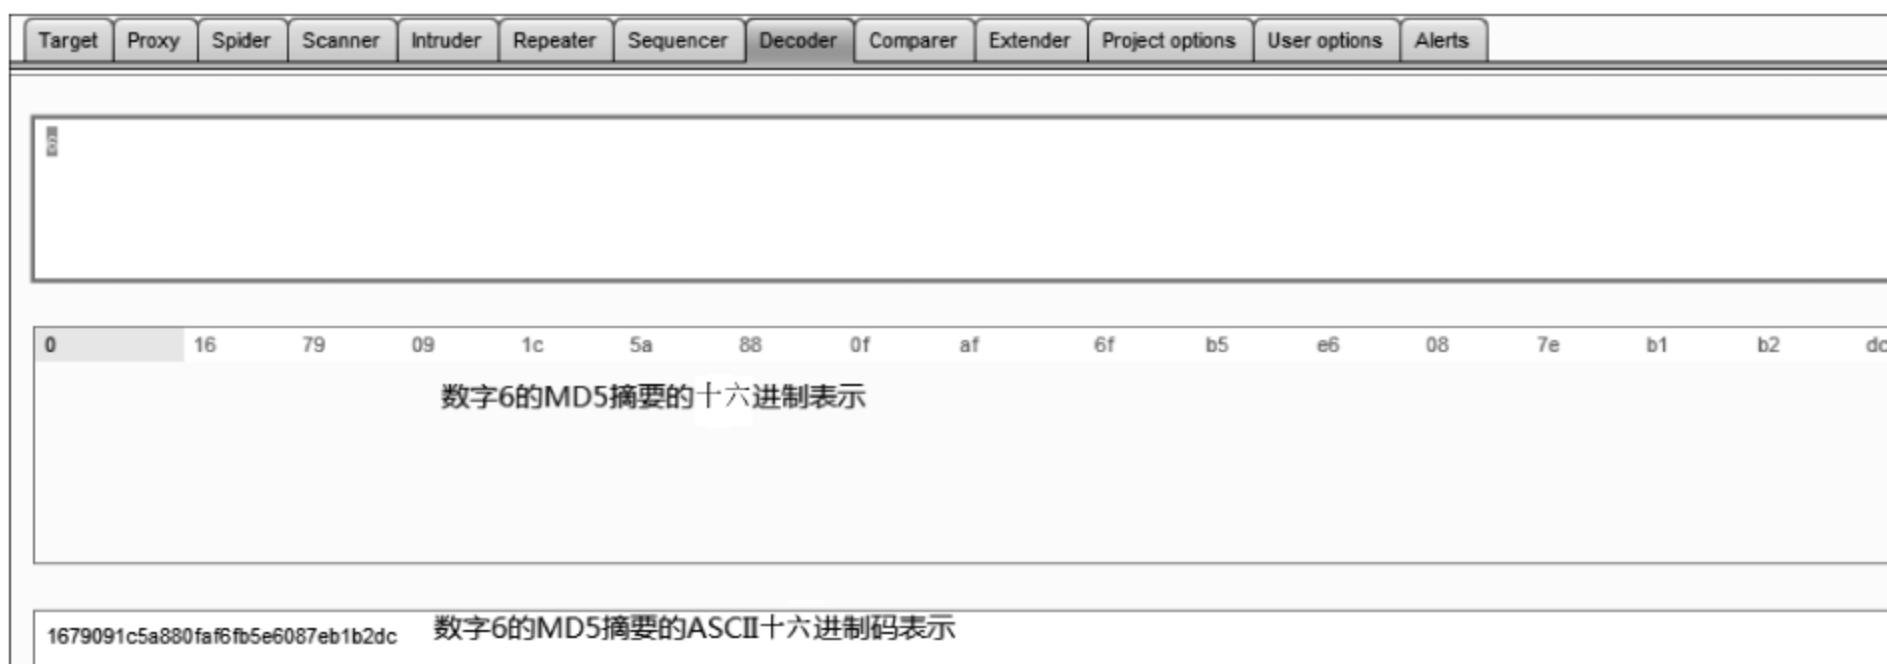 Target Proxy Spider Scanner Intruder Repeater Sequencer Decoder Comparer Extender Project options User options Alerts
0 16 79 09 1c 5a 88 0f af 6f b5 e6 08 7e b1 b2 dc
数字6的MD5摘要的十六进制表示
1679091c5a880faf6fb5e6087eb1b2dc 数字6的MD5摘要的ASCII十六进制码表示